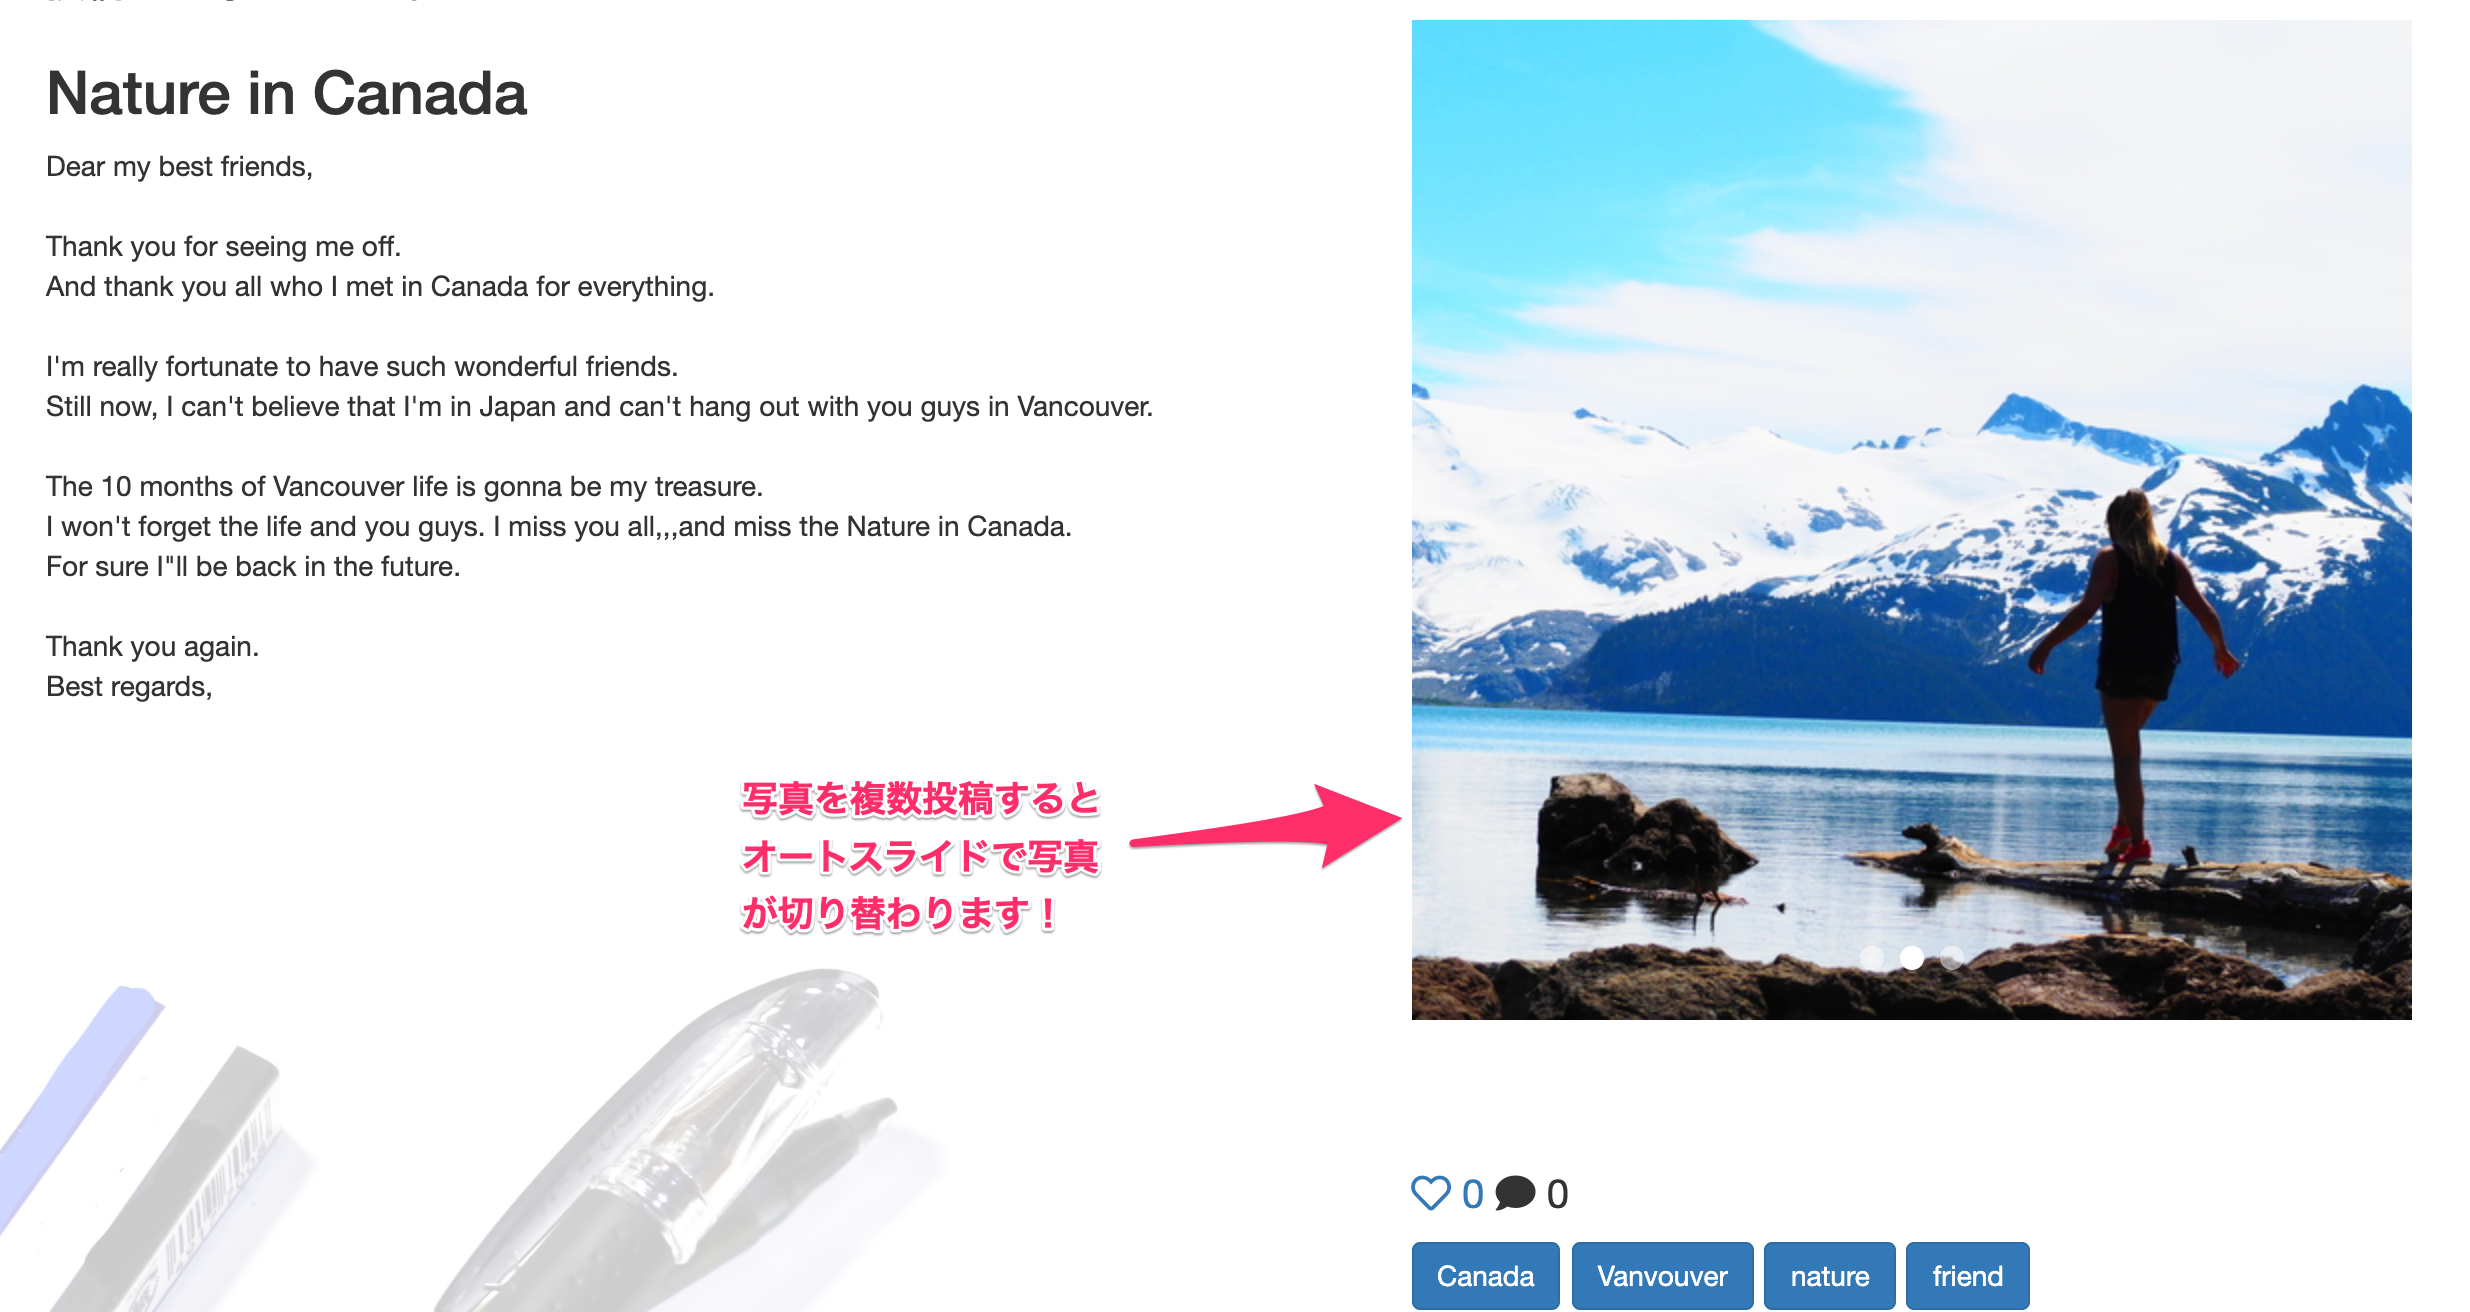 Nature in Canada
Dear my best friends,
Thank you for seeing me off.
And thank you all who I met in Canada for everything.
I'm really fortunate to have such wonderful friends.
Still now, I can't believe that I'm in Japan and can't hang out with you guys in Vancouver.
The 10 months of Vancouver life is gonna be my treasure.
I won't forget the life and you guys. I miss you all,,,and miss the Nature in Canada.
For sure I"ll be back in the future.
Thank you again.
Best regards,
写真を複数投稿すると
オートスライドで写真
が切り替わります！
0 0
Canada Vanvouver nature friend